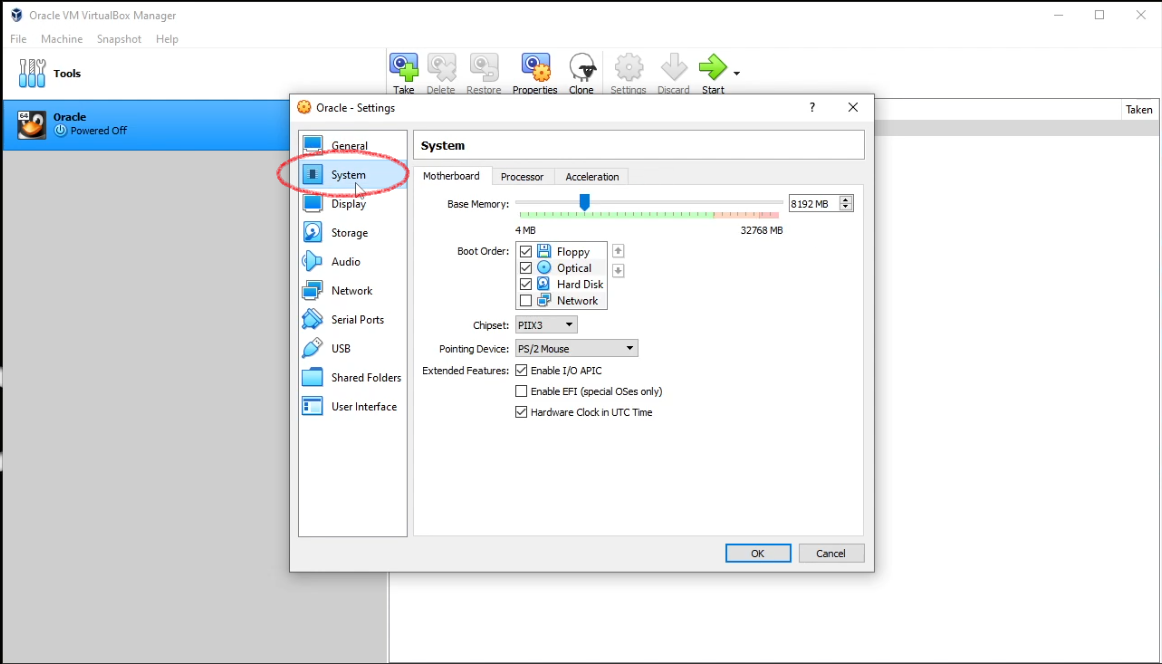 Oracle VM VirtualBox Manager
File Machine Snapshot Help
Tools
Take Delete Restore Properties Clone Settings Discard Start
64
Oracle
Powered Off
Taken
Oracle - Settings
?
General
System
Display
Storage
Audio
Network
Serial Ports
USB
Shared Folders
User Interface
System
Motherboard Processor Acceleration
Base Memory: 8192 MB
4 MB 32768 MB
Boot Order: Floppy
Optical
Hard Disk
Network
Chipset: PIIX3
Pointing Device: PS/2 Mouse
Extended Features: Enable I/O APIC
Enable EFI (special OSes only)
Hardware Clock in UTC Time
OK Cancel